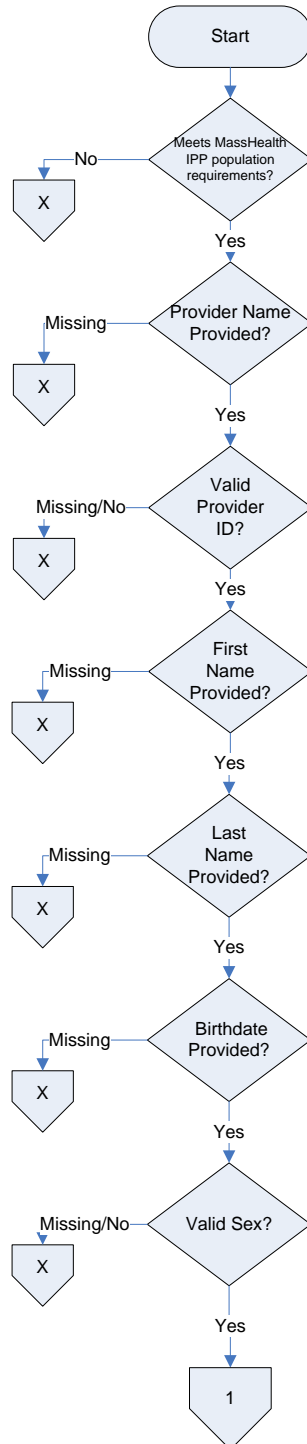 Start
Meets MassHealth
IPP population
requirements?
No
X
Yes
Provider Name
Provided?
Missing
X
Yes
Valid
Provider
ID?
Missing/No
X
Yes
First
Name
Provided?
Missing
X
Yes
Last
Name
Provided?
Missing
X
Yes
Birthdate
Provided?
Missing
X
Yes
Valid Sex?
Missing/No
X
Yes
1